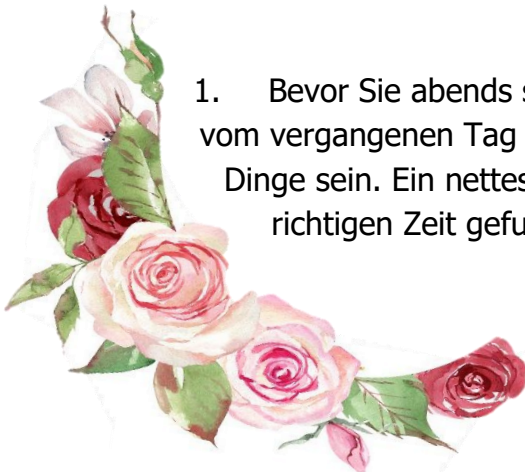 1. Bevor Sie abends s
vom vergangenen Tag
Dinge sein. Ein nettes
richtigen Zeit gefu